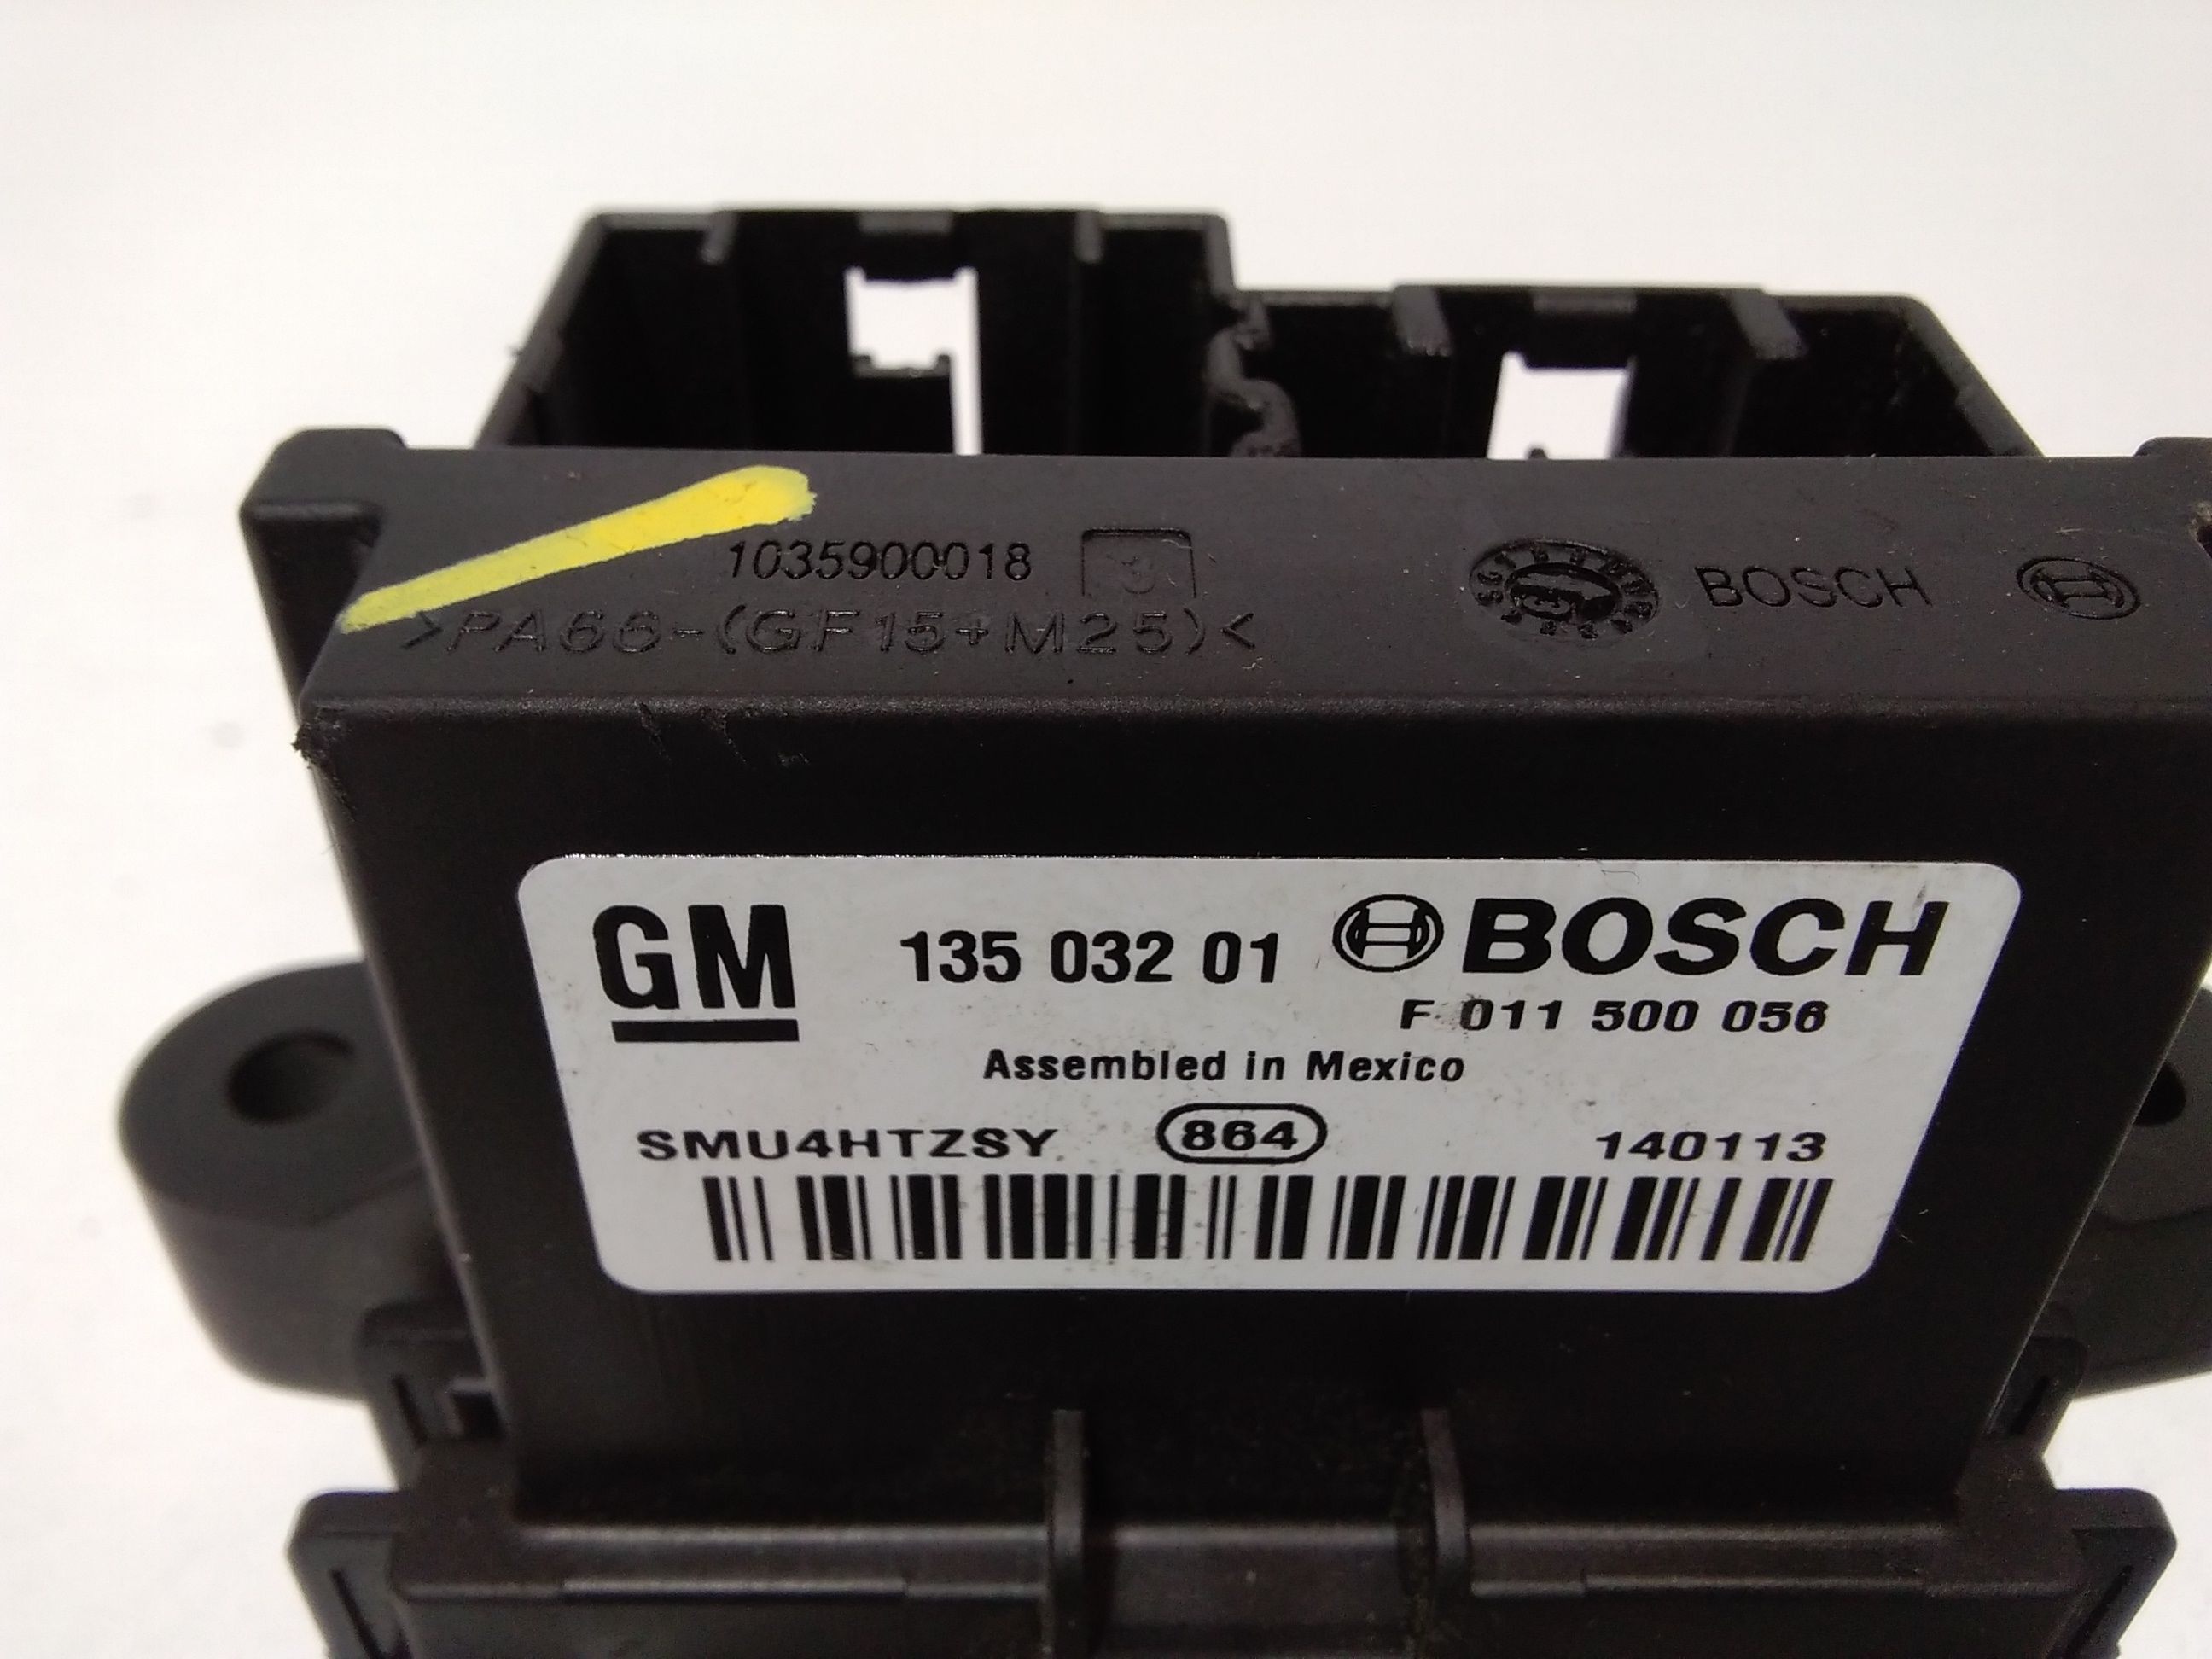 1035900018 3
>PA66-(GF15+M25)<
BOSCH
GM 135 032 01 BOSCH
F 011 500 056
Assembled in Mexico
SMU4HTZSY 864 140113